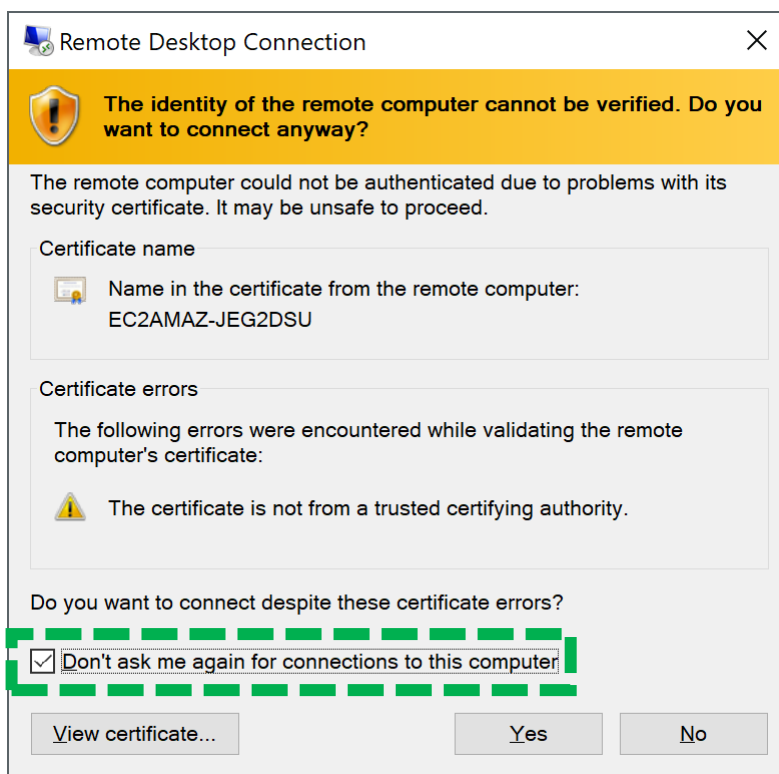 Remote Desktop Connection
The identity of the remote computer cannot be verified. Do you
want to connect anyway?
The remote computer could not be authenticated due to problems with its
security certificate. It may be unsafe to proceed.
Certificate name
Name in the certificate from the remote computer:
EC2AMAZ-JEG2DSU
Certificate errors
The following errors were encountered while validating the remote
computer's certificate:
The certificate is not from a trusted certifying authority.
Do you want to connect despite these certificate errors?
Don't ask me again for connections to this computer
View certificate...
Yes
No